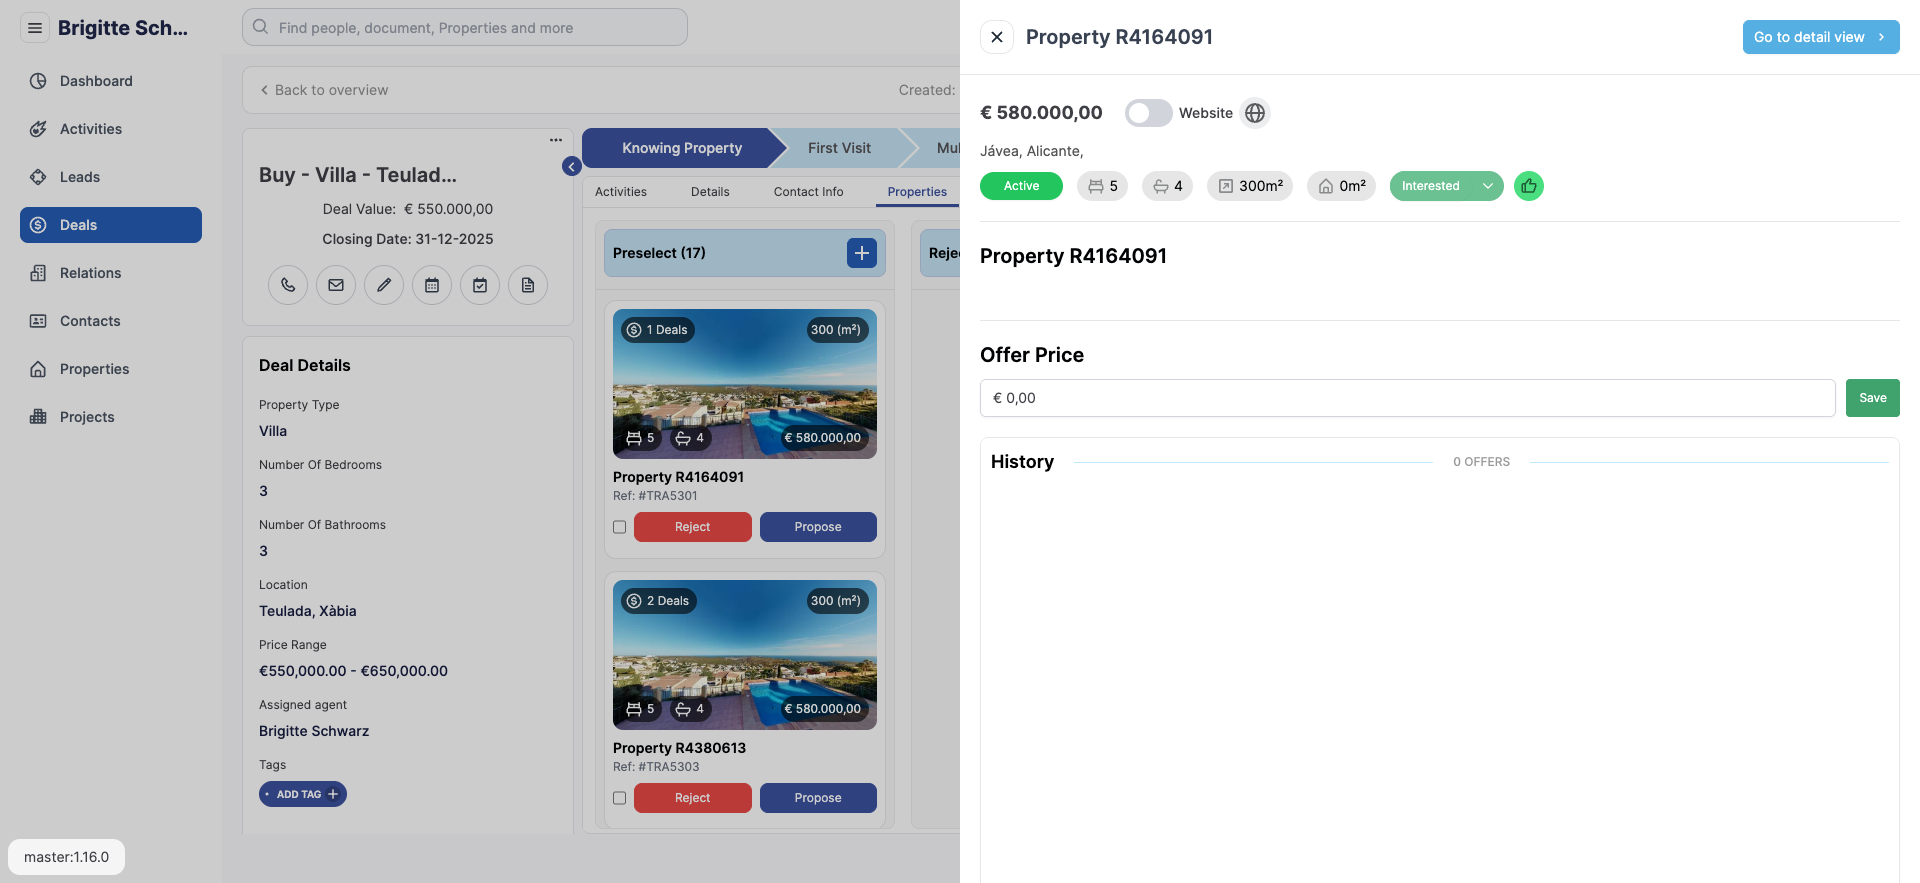 Brigitte Sch...
Dashboard
Activities
Leads
Deals
Relations
Contacts
Properties
Projects
master:1.16.0
Find people, document, Properties and more
Back to overview
Created:
Buy - Villa - Teulad...
Deal Value: € 550.000,00
Closing Date: 31-12-2025
Deal Details
Property Type
Villa
Number Of Bedrooms
3
Number Of Bathrooms
3
Location
Teulada, Xàbia
Price Range
€550,000.00 - €650,000.00
Assigned agent
Brigitte Schwarz
Tags
• ADD TAG
Knowing Property
First Visit
Mul
Activities
Details
Contact Info
Properties
Preselect (17)
Rejec
1 Deals
300 (m²)
5
4
€ 580.000,00
Property R4164091
Ref: #TRA5301
Reject
Propose
2 Deals
300 (m²)
5
4
€ 580.000,00
Property R4380613
Ref: #TRA5303
Reject
Propose
Property R4164091
Go to detail view
€ 580.000,00
Website
Jávea, Alicante,
Active
5
4
300m²
0m²
Interested
Property R4164091
Offer Price
€ 0,00
Save
History
0 OFFERS